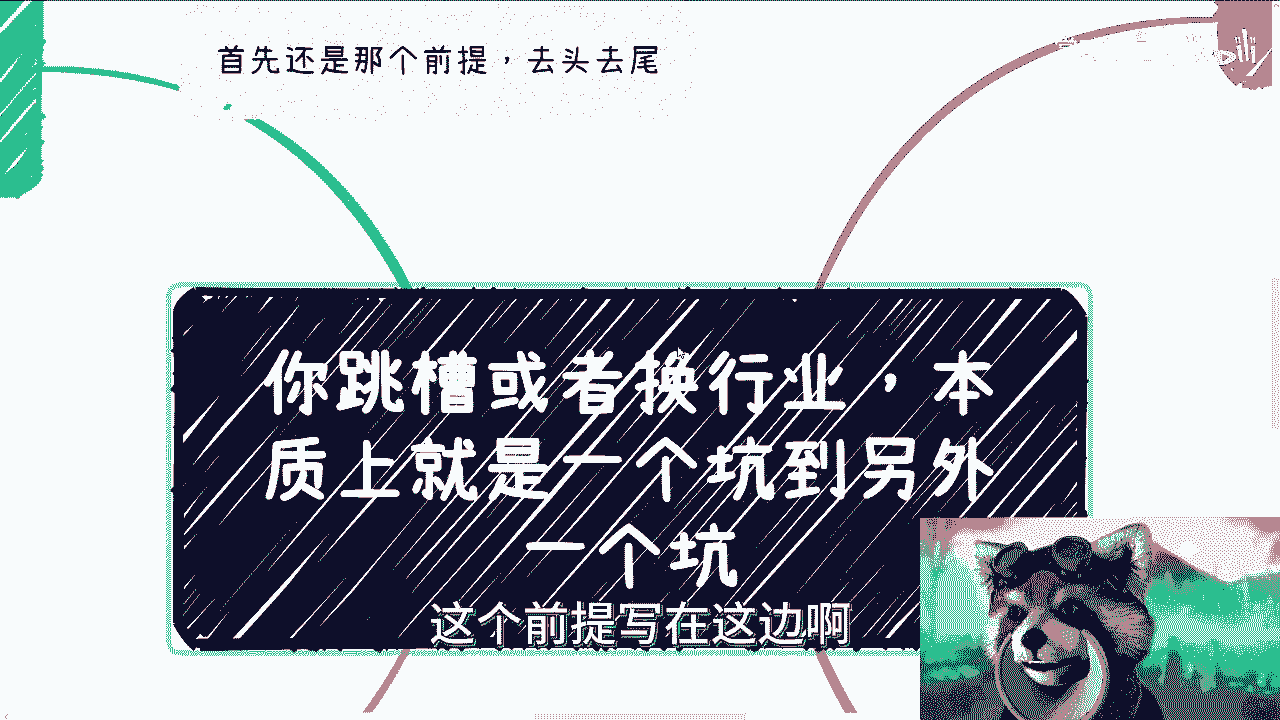 首先还是那个前提，去头去尾
你跳槽或者换行业，本
质上就是一个坑到另外
一个坑
这个前提写在这边啊